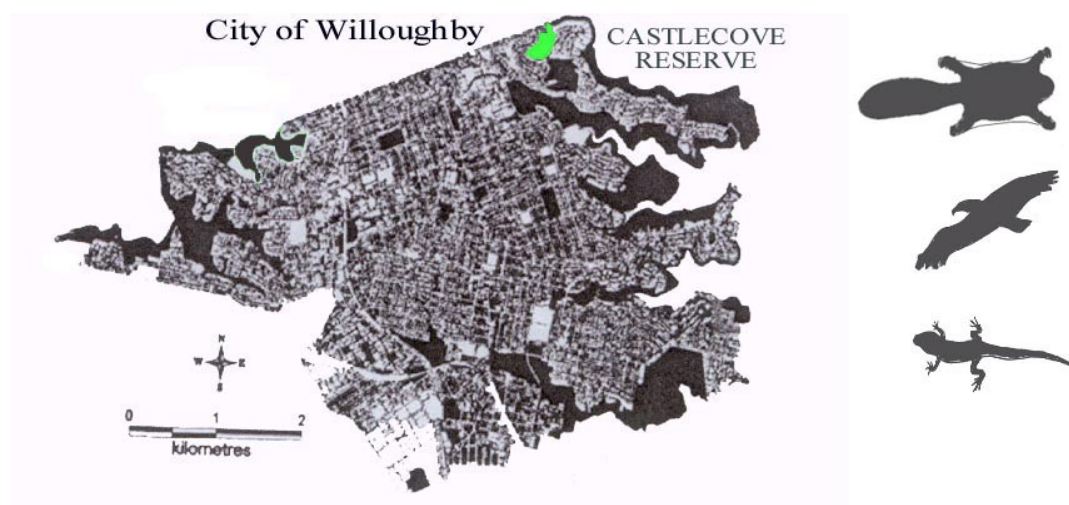 City of Willoughby
CASTLECOVE
RESERVE
N
W E
S
0 1 2
kilometres